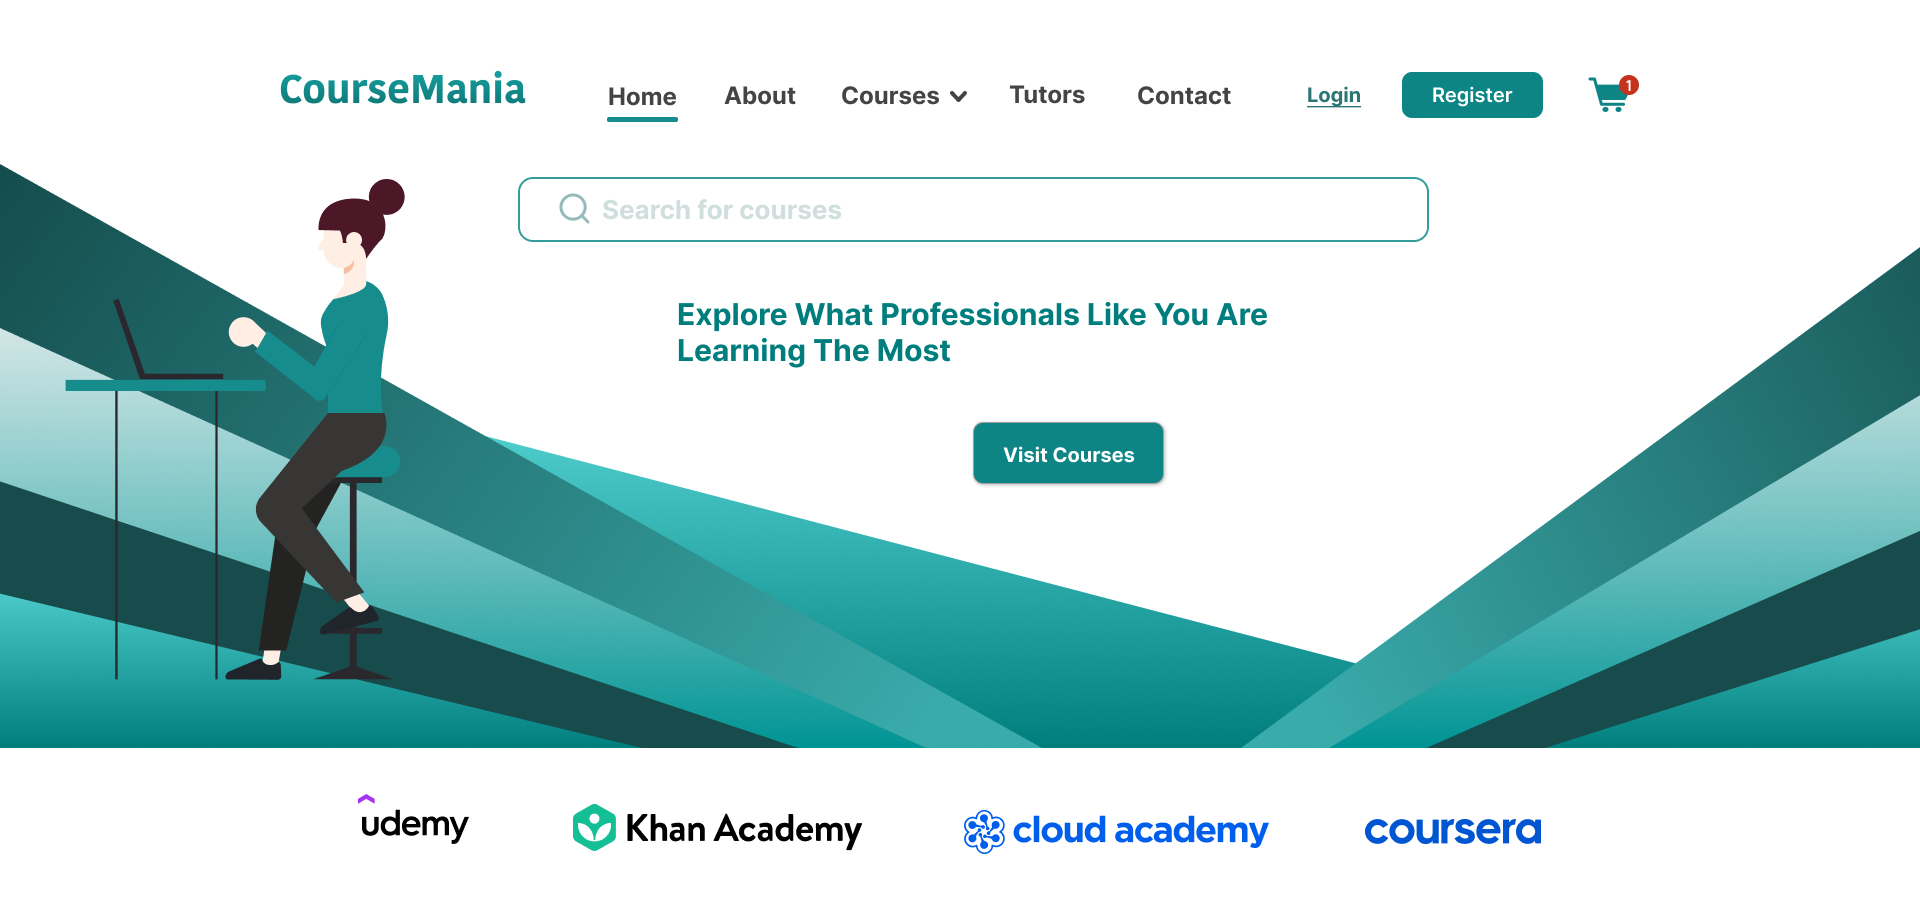 CourseMania
Home About Courses Tutors Contact Login Register 1
Search for courses
Explore What Professionals Like You Are
Learning The Most
Visit Courses
udemy Khan Academy cloud academy coursera